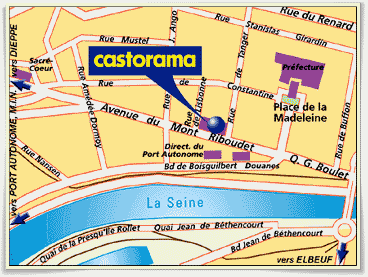 Rue du Renard
Stanislas
Girardin
Rue Mustel
Rue
J. Ango
Rue de Tanger
castorama
Préfecture
Sacré-
Coeur
vers DIEPPE
Rue Amédée Dormoy
Rue de Lisbonne
Rue
Constantine
Place de la
Madeleine
Rue de Buffon
Avenue du Mont Riboudet
PORT AUTONOME, M.I.N.
vers
Direct. du
Port Autonome
Q. G. Boulet
Rue Nansen
Bd de Boisguilbert
Douanes
La Seine
Quai Jean de Béthencourt
Quai de la Presqu'île Rollet
Bd Jean de Béthencourt
vers ELBEUF